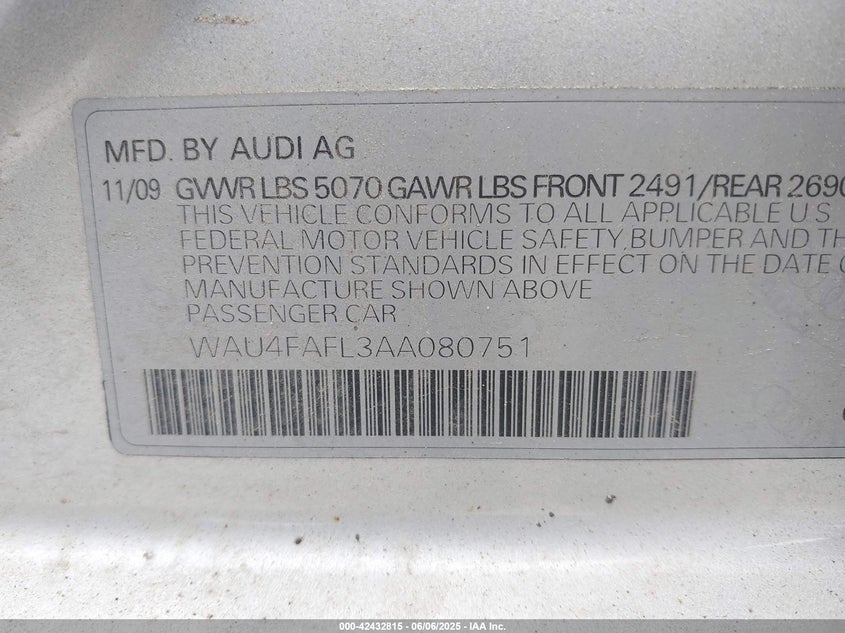 MFD. BY AUDI AG
11/09 GVWR LBS 5070 GAWR LBS FRONT 2491/REAR 2690
THIS VEHICLE CONFORMS TO ALL APPLICABLE U S
FEDERAL MOTOR VEHICLE SAFETY, BUMPER AND TH
PREVENTION STANDARDS IN EFFECT ON THE DATE O
MANUFACTURE SHOWN ABOVE
PASSENGER CAR
WAU4FAFL3AA080751
000-42432815 | 06/06/2025 - IAA Inc.